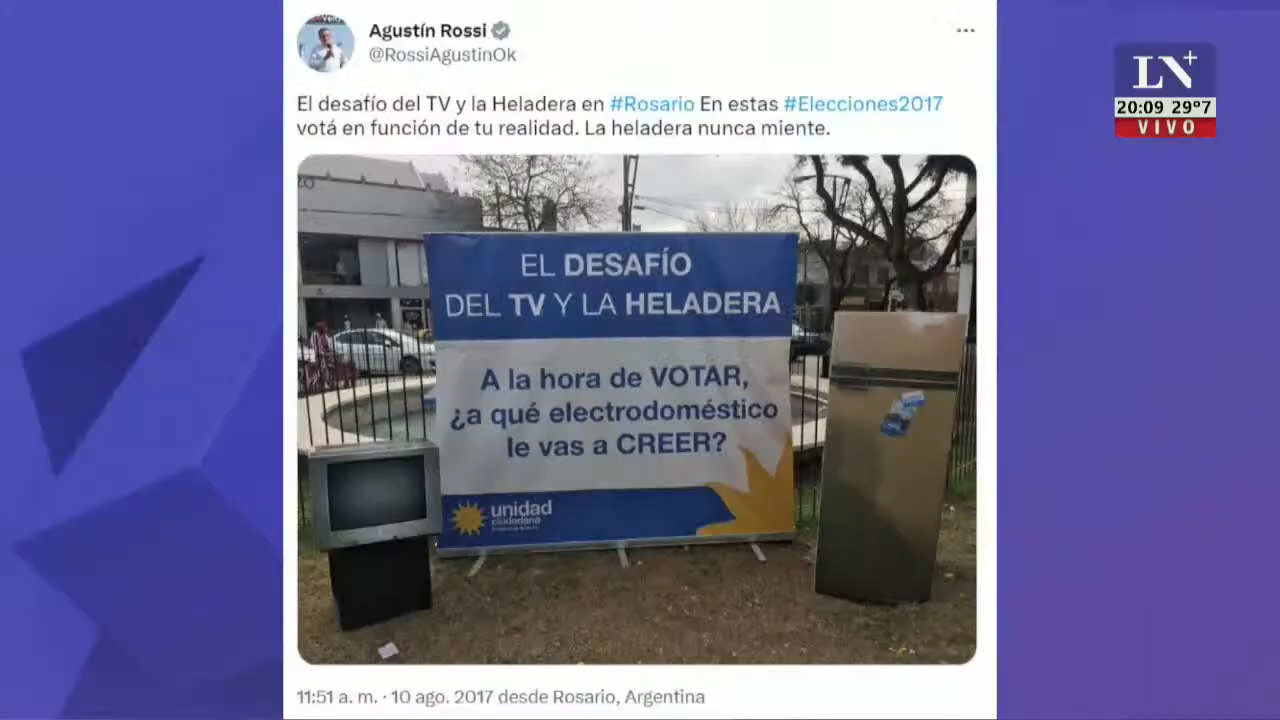 Agustín Rossi
@RossiAgustinOk
LN+
20:09 29°7
VIVO
El desafío del TV y la Heladera en #Rosario En estas #Elecciones2017
votá en función de tu realidad. La heladera nunca miente.
EL DESAFÍO
DEL TV Y LA HELADERA
A la hora de VOTAR,
¿a qué electrodoméstico
le vas a CREER?
unidad
ciudadana
11:51 a. m. · 10 ago. 2017 desde Rosario, Argentina